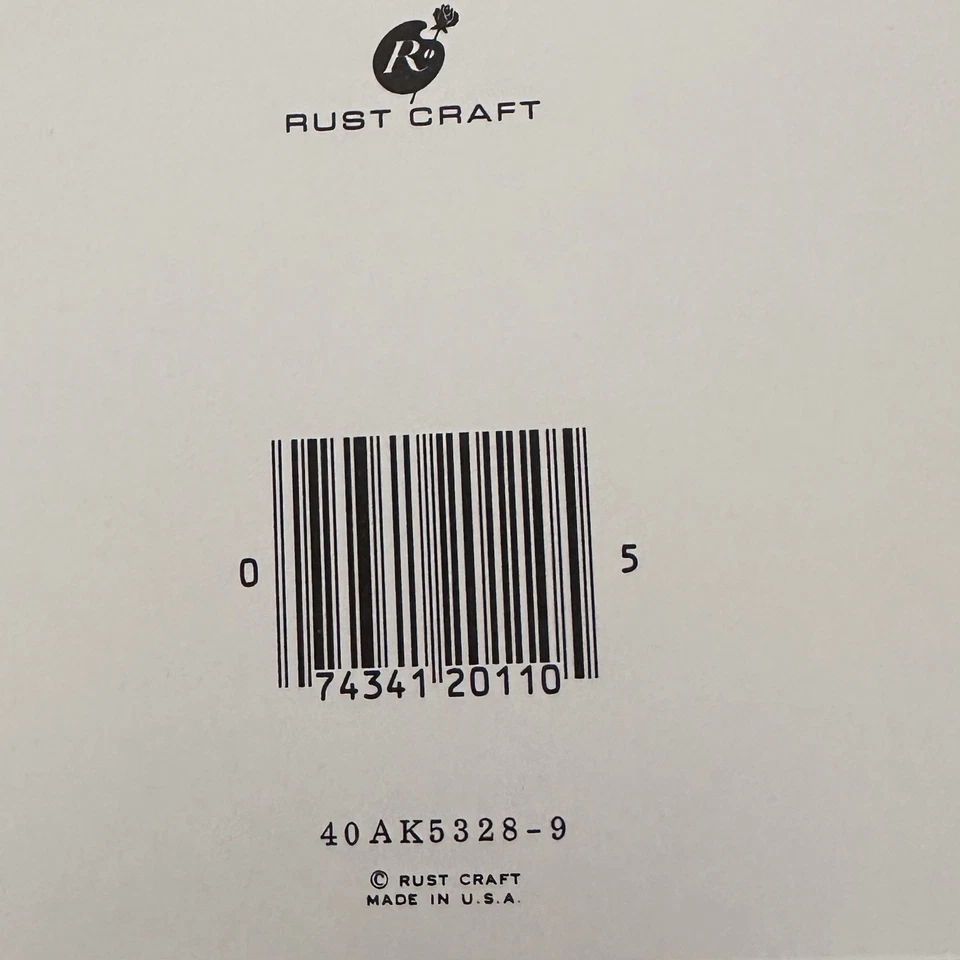 R
RUST CRAFT
0 74341 20110 5
40AK5328-9
© RUST CRAFT
MADE IN U.S.A.